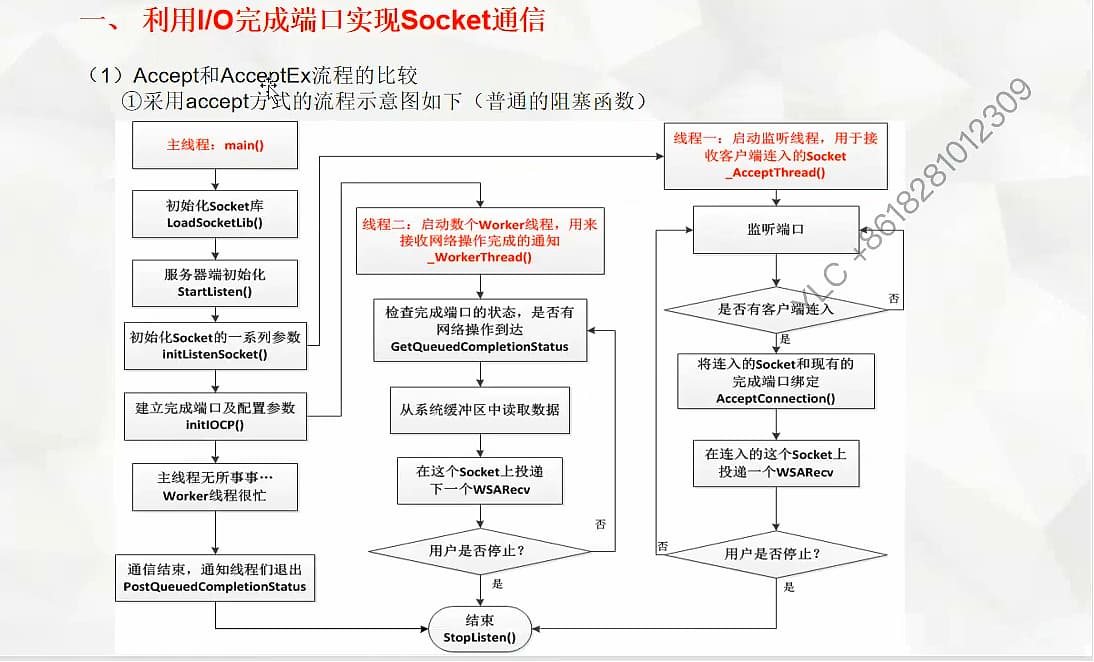 一、 利用I/O完成端口实现Socket通信
（1）Accept和AcceptEx流程的比较
①采用accept方式的流程示意图如下（普通的阻塞函数）
主线程：main()
初始化Socket库
LoadSocketLib()
服务器端初始化
StartListen()
初始化Socket的一系列参数
initListenSocket()
建立完成端口及配置参数
initIOCP()
主线程无所事事…
Worker线程很忙
通信结束，通知线程们退出
PostQueuedCompletionStatus
线程二：启动数个Worker线程，用来
接收网络操作完成的通知
_WorkerThread()
检查完成端口的状态，是否有
网络操作到达
GetQueuedCompletionStatus
从系统缓冲区中读取数据
在这个Socket上投递
下一个WSARecv
用户是否停止？
否
是
结束
StopListen()
线程一：启动监听线程，用于接
收客户端连入的Socket
_AcceptThread()
监听端口
是否有客户端连入
否
是
将连入的Socket和现有的
完成端口绑定
AcceptConnection()
在连入的这个Socket上
投递一个WSARecv
用户是否停止？
否
是
YLC +8618281012309